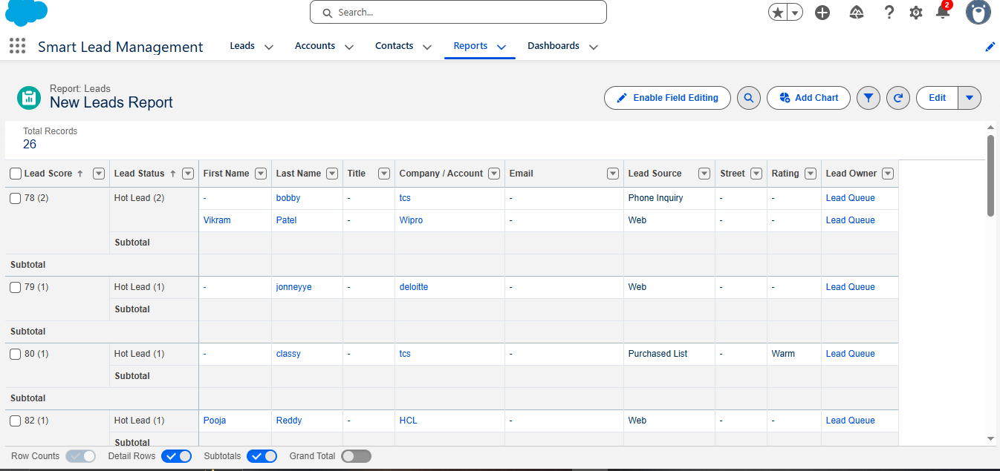 Search...
2
Smart Lead Management Leads Accounts Contacts Reports Dashboards
Report: Leads
New Leads Report
Enable Field Editing Add Chart Edit
Total Records
26
Lead Score ↑ Lead Status ↑ First Name Last Name Title Company / Account Email Lead Source Street Rating Lead Owner
78 (2) Hot Lead (2) - bobby - tcs - Phone Inquiry - - Lead Queue
Vikram Patel - Wipro - Web - - Lead Queue
Subtotal
Subtotal
79 (1) Hot Lead (1) - jonneyye - deloitte - Web - - Lead Queue
Subtotal
Subtotal
80 (1) Hot Lead (1) - classy - tcs - Purchased List - Warm Lead Queue
Subtotal
Subtotal
82 (1) Hot Lead (1) Pooja Reddy - HCL - Web - - Lead Queue
Subtotal
Row Counts Detail Rows Subtotals Grand Total